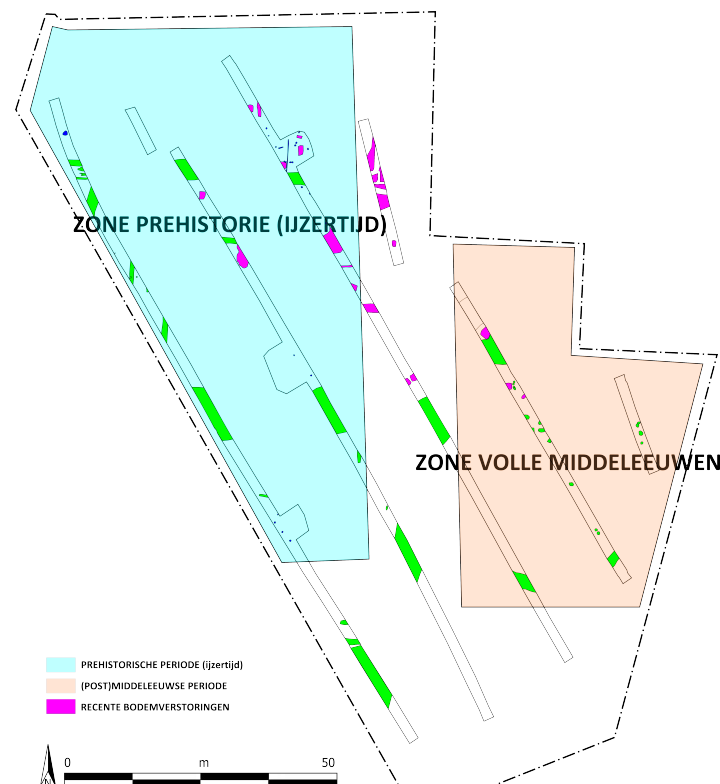 ZONE PREHISTORIE (IJZERTIJD)
ZONE VOLLE MIDDELEEUWEN
PREHISTORISCHE PERIODE (ijzertijd)
(POST)MIDDELEEUWSE PERIODE
RECENTE BODEMVERSTORINGEN
0 m 50
N